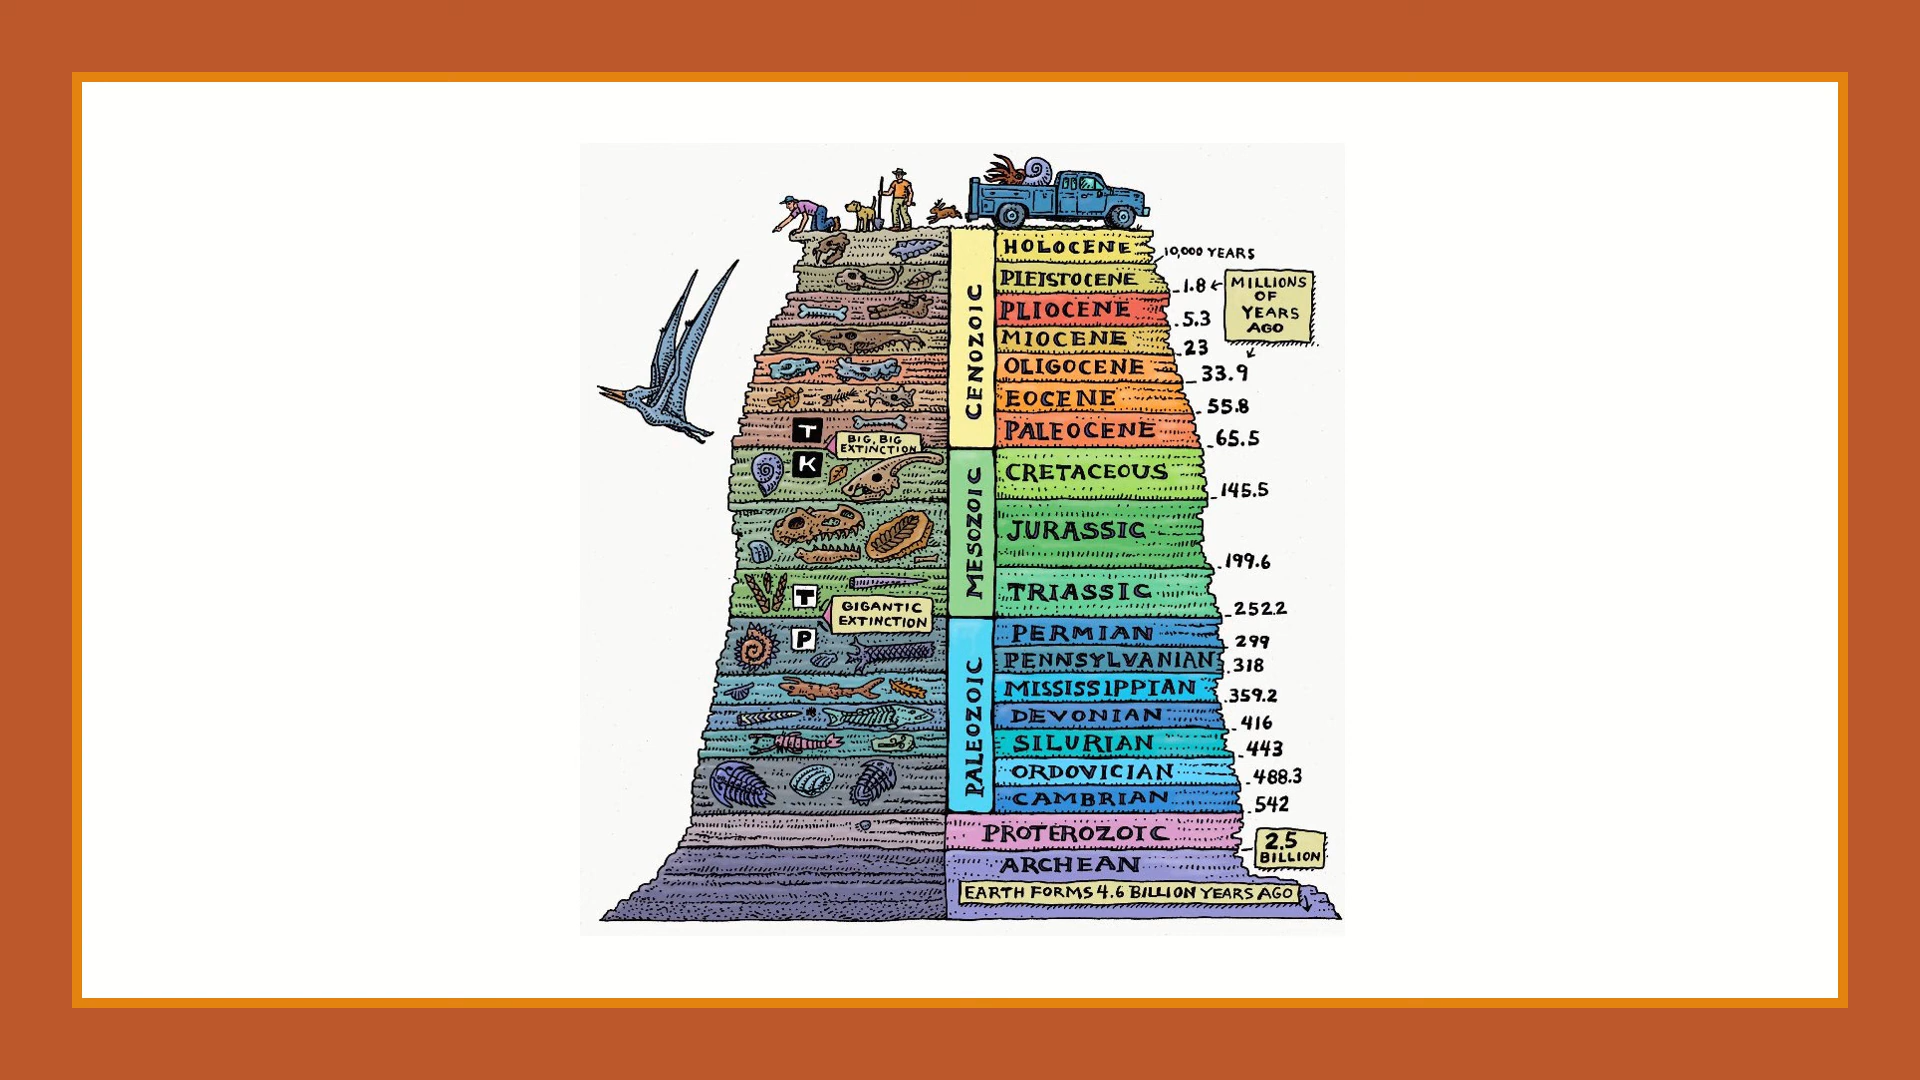 HOLOCENE
10,000 YEARS
PLEISTOCENE
1.8
MILLIONS
OF
YEARS
AGO
PLIOCENE
5.3
MIOCENE
23
OLIGOCENE
33.9
EOCENE
55.8
PALEOCENE
65.5
CENOZOIC
T
BIG, BIG
EXTINCTION
K
CRETACEOUS
145.5
JURASSIC
199.6
TRIASSIC
252.2
MESOZOIC
T
GIGANTIC
EXTINCTION
P
PERMIAN
299
PENNSYLVANIAN
318
MISSISSIPPIAN
359.2
DEVONIAN
416
SILURIAN
443
ORDOVICIAN
488.3
CAMBRIAN
542
PALEOZOIC
PROTEROZOIC
2.5
BILLION
ARCHEAN
EARTH FORMS 4.6 BILLION YEARS AGO